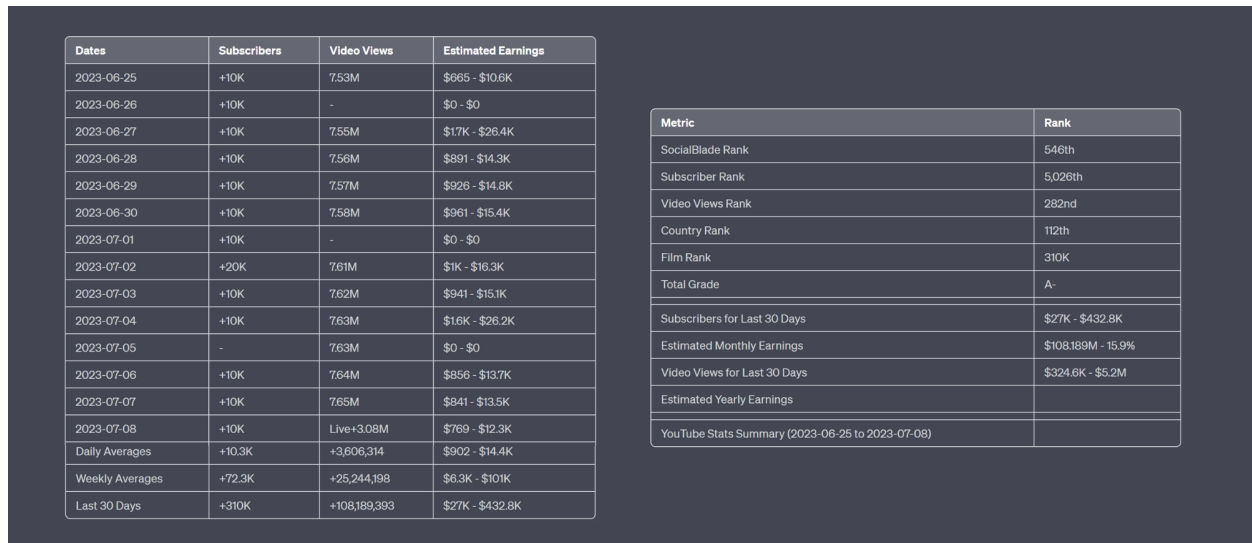 Dates Subscribers Video Views Estimated Earnings
2023-06-25 +10K 7.53M $665 - $10.6K
2023-06-26 +10K - $0 - $0
2023-06-27 +10K 7.55M $1.7K - $26.4K
2023-06-28 +10K 7.56M $891 - $14.3K
2023-06-29 +10K 7.57M $926 - $14.8K
2023-06-30 +10K 7.58M $961 - $15.4K
2023-07-01 +10K - $0 - $0
2023-07-02 +20K 7.61M $1K - $16.3K
2023-07-03 +10K 7.62M $941 - $15.1K
2023-07-04 +10K 7.63M $1.6K - $26.2K
2023-07-05 - 7.63M $0 - $0
2023-07-06 +10K 7.64M $856 - $13.7K
2023-07-07 +10K 7.65M $841 - $13.5K
2023-07-08 +10K Live+3.08M $769 - $12.3K
Daily Averages +10.3K +3,606,314 $902 - $14.4K
Weekly Averages +72.3K +25,244,198 $6.3K - $101K
Last 30 Days +310K +108,189,393 $27K - $432.8K
Metric Rank
SocialBlade Rank 546th
Subscriber Rank 5,026th
Video Views Rank 282nd
Country Rank 112th
Film Rank 310K
Total Grade A-
Subscribers for Last 30 Days $27K - $432.8K
Estimated Monthly Earnings $108.189M - 15.9%
Video Views for Last 30 Days $324.6K - $5.2M
Estimated Yearly Earnings
YouTube Stats Summary (2023-06-25 to 2023-07-08)